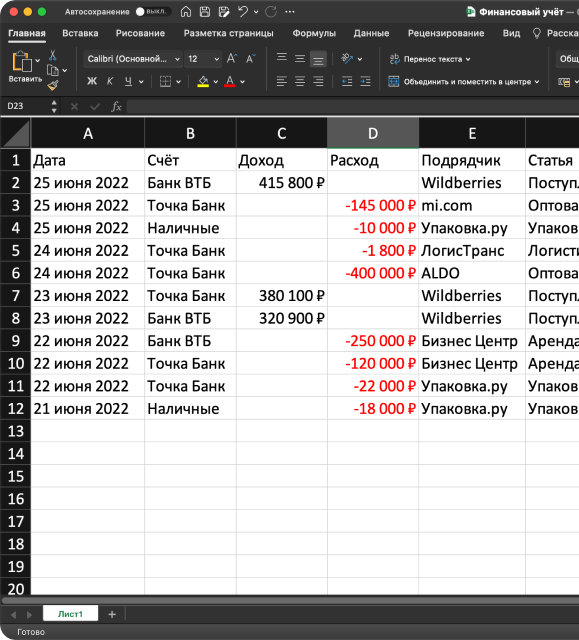 Автосохранение ВЫКЛ. Финансовый учёт —
Главная Вставка Рисование Разметка страницы Формулы Данные Рецензирование Вид Расска
Вставить Calibri (Основной... 12 A A Перенос текста Общ
Ж К Ч A Объединить и поместить в центре
D23 fx
A B C D E
1 Дата Счёт Доход Расход Подрядчик Статья
2 25 июня 2022 Банк ВТБ 415 800 ₽ Wildberries Поступл
3 25 июня 2022 Точка Банк -145 000 ₽ mi.com Оптова
4 25 июня 2022 Наличные -10 000 ₽ Упаковка.ру Упаков
5 24 июня 2022 Точка Банк -1 800 ₽ ЛогисТранс Логисти
6 24 июня 2022 Точка Банк -400 000 ₽ ALDO Оптова
7 23 июня 2022 Точка Банк 380 100 ₽ Wildberries Поступл
8 23 июня 2022 Банк ВТБ 320 900 ₽ Wildberries Поступл
9 22 июня 2022 Банк ВТБ -250 000 ₽ Бизнес Центр Аренда
10 22 июня 2022 Точка Банк -120 000 ₽ Бизнес Центр Аренда
11 22 июня 2022 Точка Банк -22 000 ₽ Упаковка.ру Упаков
12 21 июня 2022 Наличные -18 000 ₽ Упаковка.ру Упаков
13
14
15
16
17
18
19
20
Лист1 +
Готово